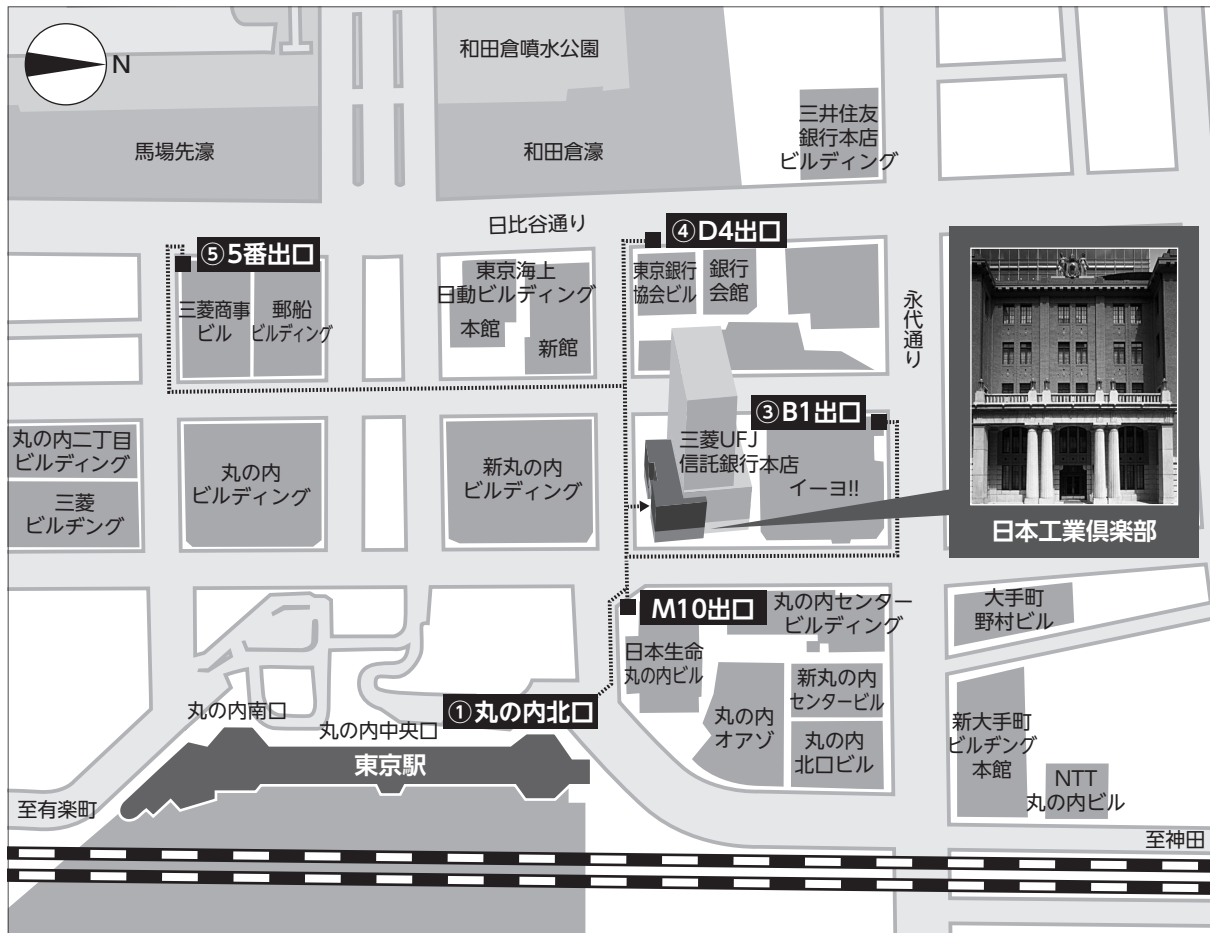 N
和田倉噴水公園
三井住友
銀行本店
ビルディング
馬場先濠
和田倉濠
日比谷通り
④D4出口
⑤5番出口
東京海上
日動ビルディング
本館
新館
東京銀行
協会ビル
銀行
会館
三菱商事
ビル
郵船
ビルディング
永代通り
③B1出口
丸の内二丁目
ビルディング
三菱
ビルヂング
丸の内
ビルディング
新丸の内
ビルディング
三菱UFJ
信託銀行本店
イーヨ!!
日本工業倶楽部
M10出口
丸の内センター
ビルディング
大手町
野村ビル
日本生命
丸の内ビル
新丸の内
センタービル
丸の内
オアゾ
丸の内
北口ビル
新大手町
ビルヂング
本館
NTT
丸の内ビル
丸の内南口
丸の内中央口
①丸の内北口
東京駅
至有楽町
至神田